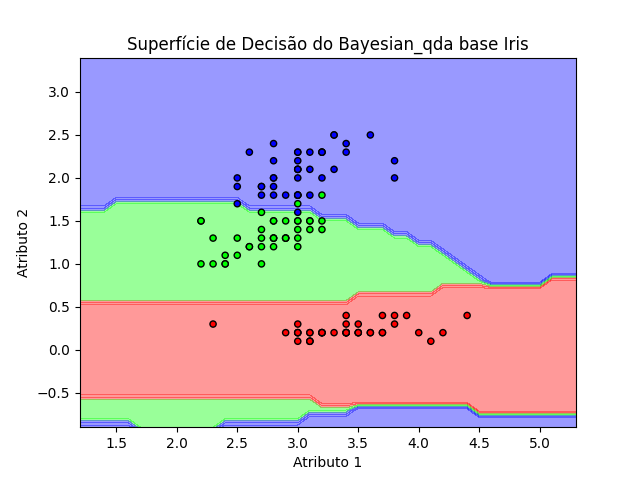 Superfície de Decisão do Bayesian_qda base Iris
3.0
2.5
2.0
1.5
1.0
0.5
0.0
−0.5
Atributo 2
1.5 2.0 2.5 3.0 3.5 4.0 4.5 5.0
Atributo 1